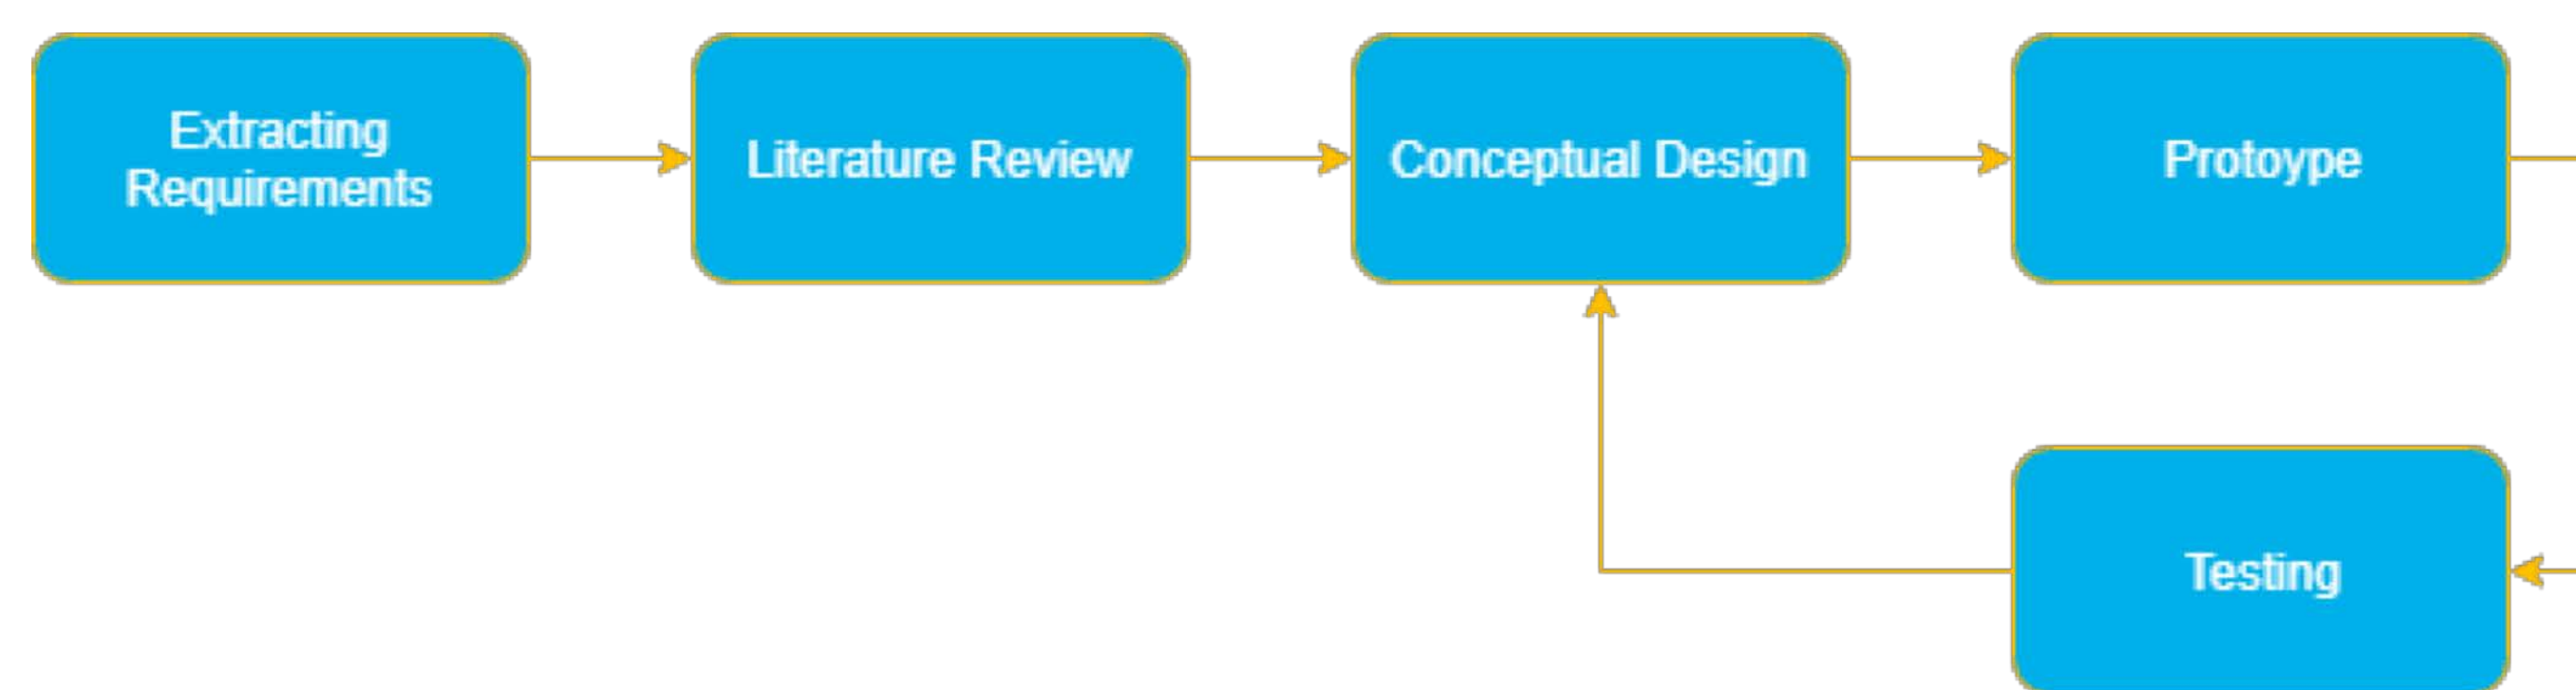 Extracting
Requirements
Literature Review
Conceptual Design
Protoype
Testing